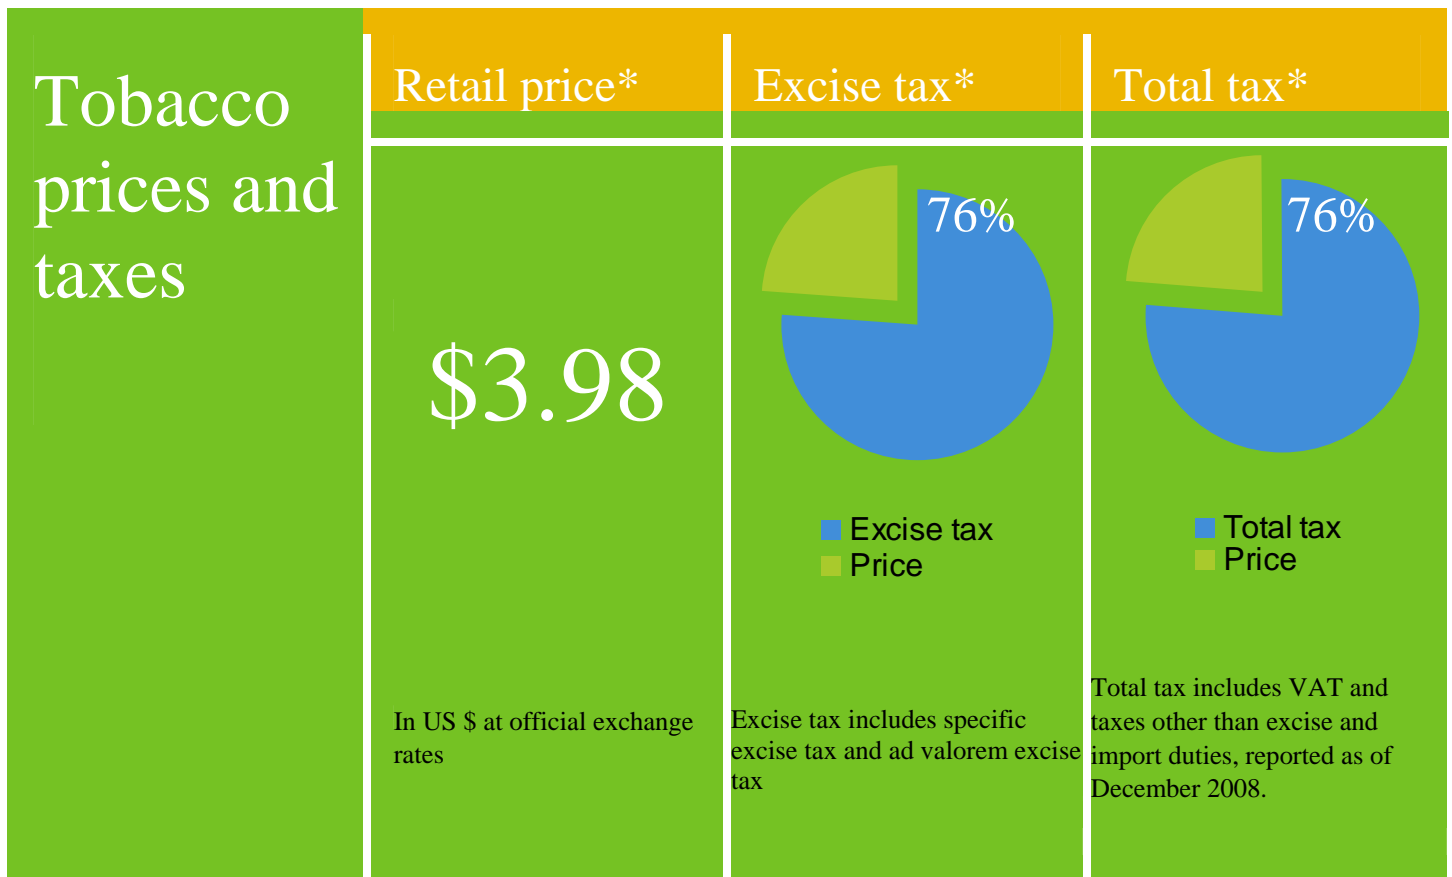 Tobacco
prices and
taxes
Retail price*
$3.98
In US $ at official exchange
rates
Excise tax*
76%
Excise tax
Price
Excise tax includes specific
excise tax and ad valorem excise
tax
Total tax*
76%
Total tax
Price
Total tax includes VAT and
taxes other than excise and
import duties, reported as of
December 2008.